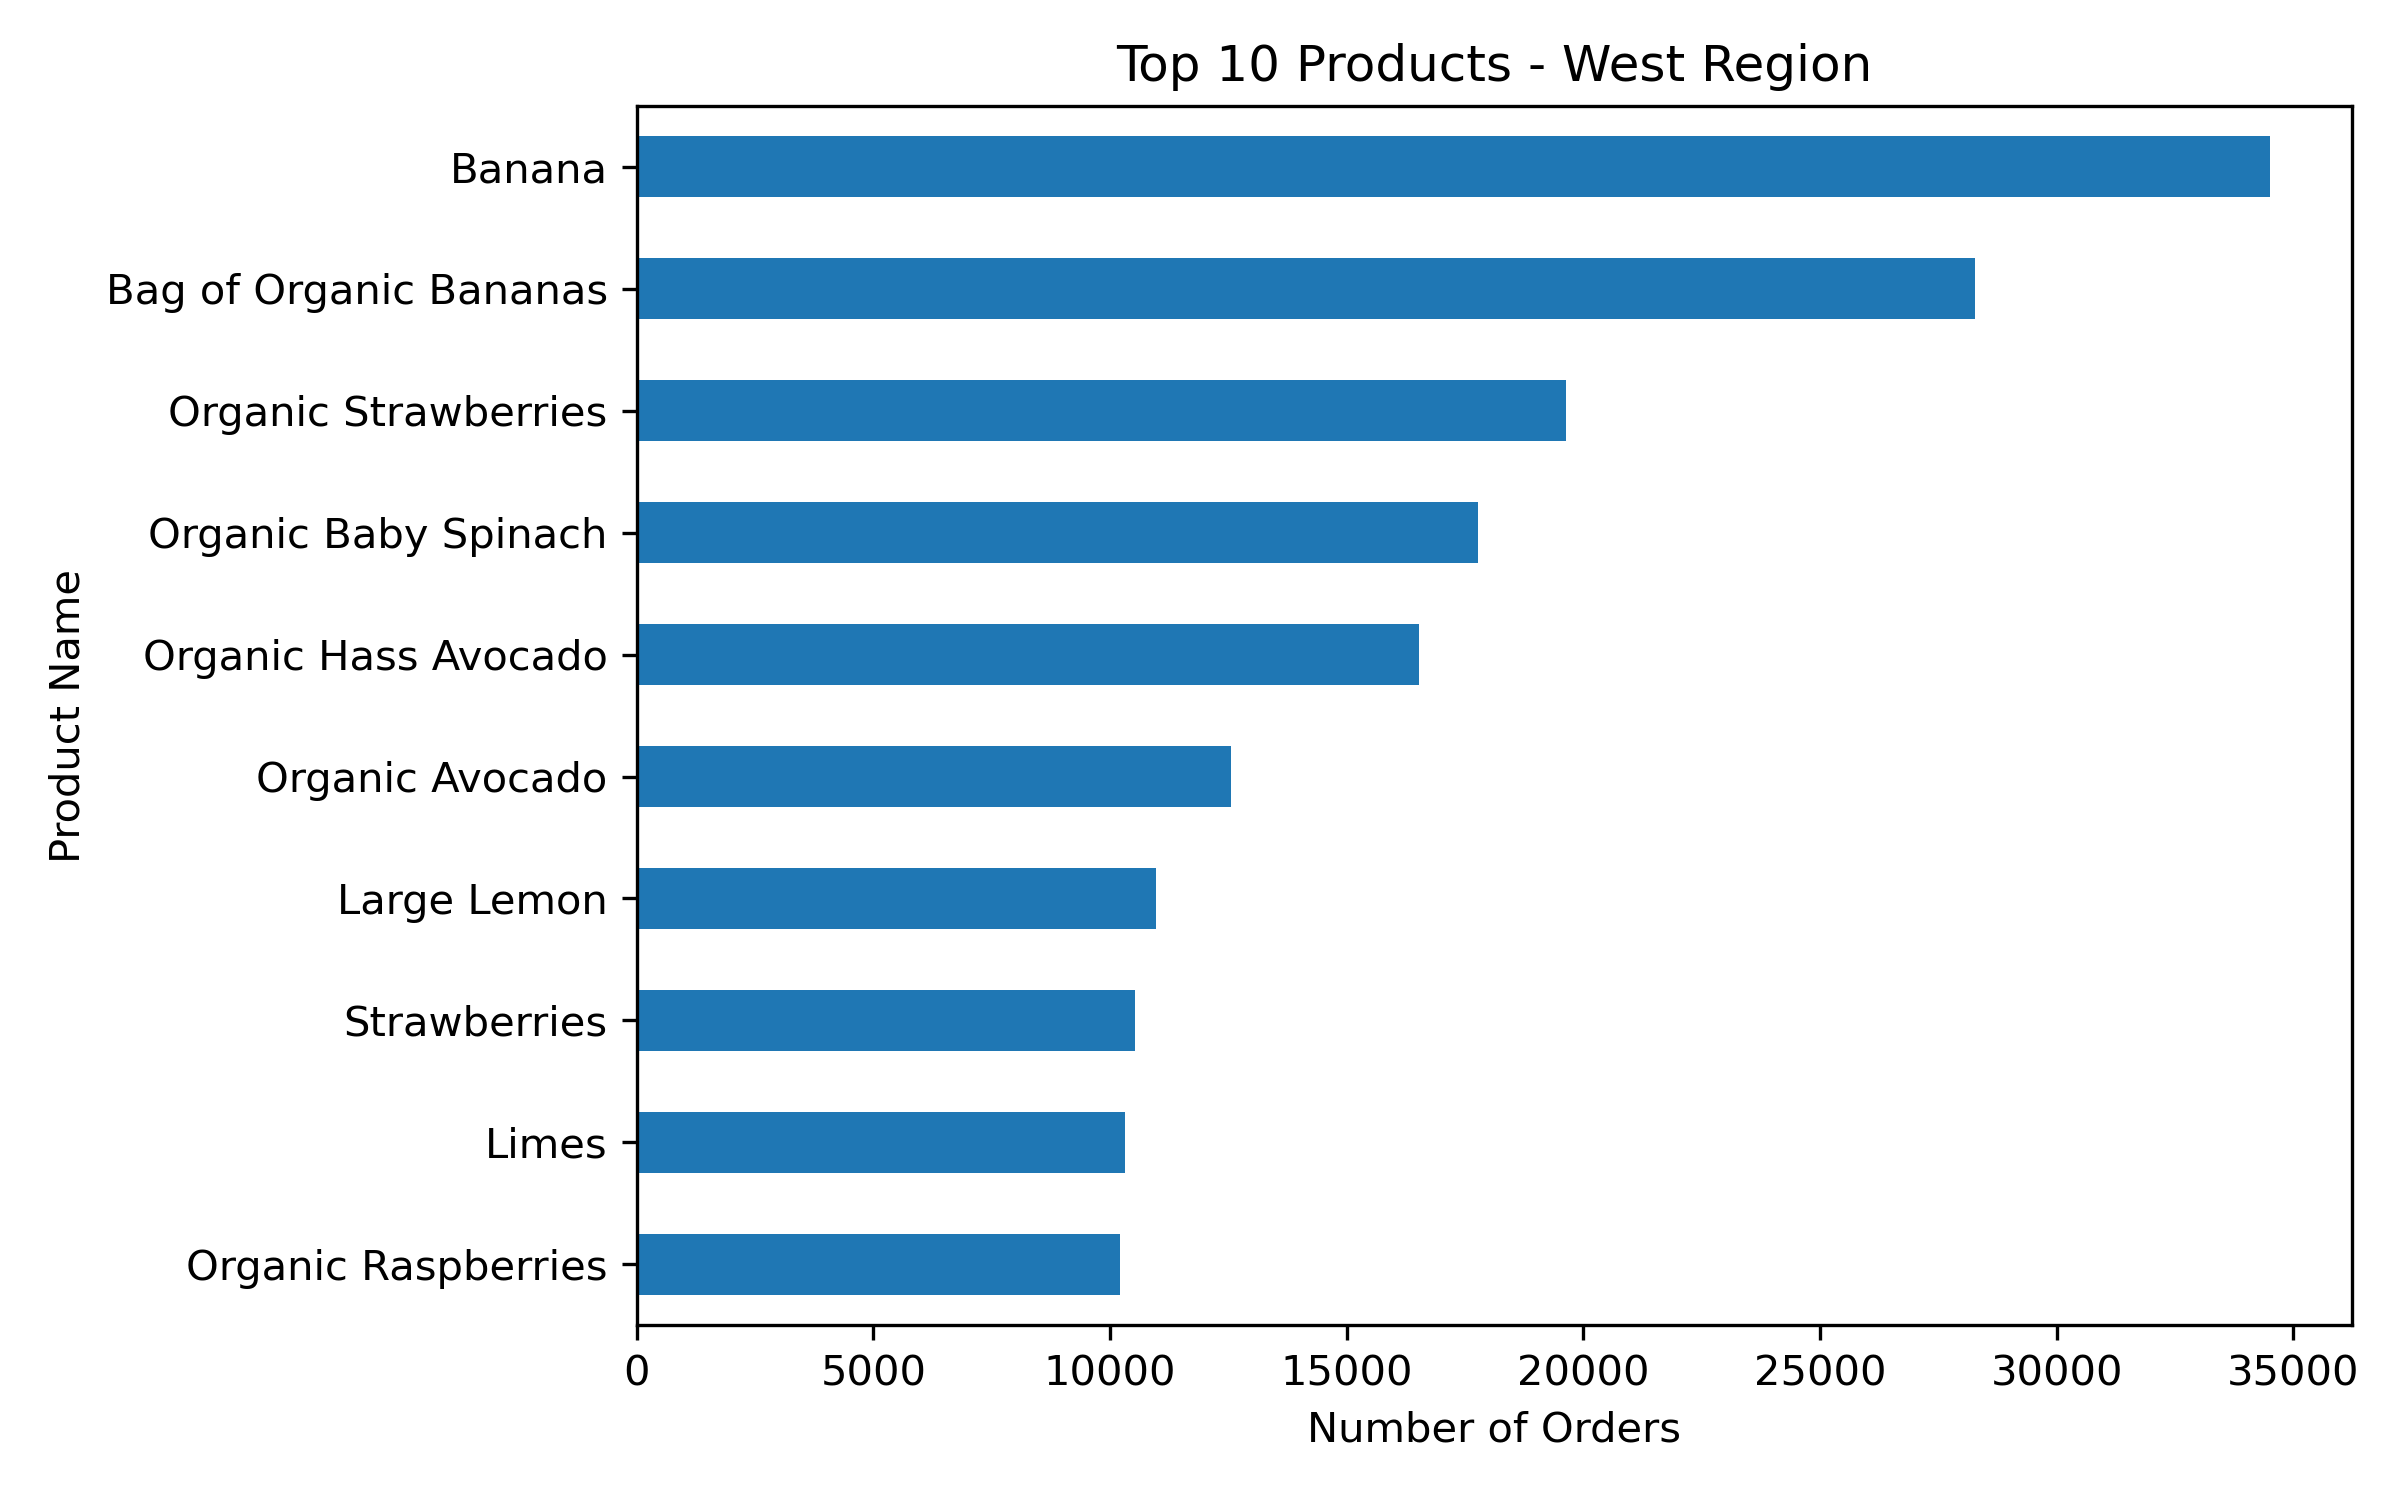 Top 10 Products - West Region
Product Name
Banana
Bag of Organic Bananas
Organic Strawberries
Organic Baby Spinach
Organic Hass Avocado
Organic Avocado
Large Lemon
Strawberries
Limes
Organic Raspberries
0 5000 10000 15000 20000 25000 30000 35000
Number of Orders